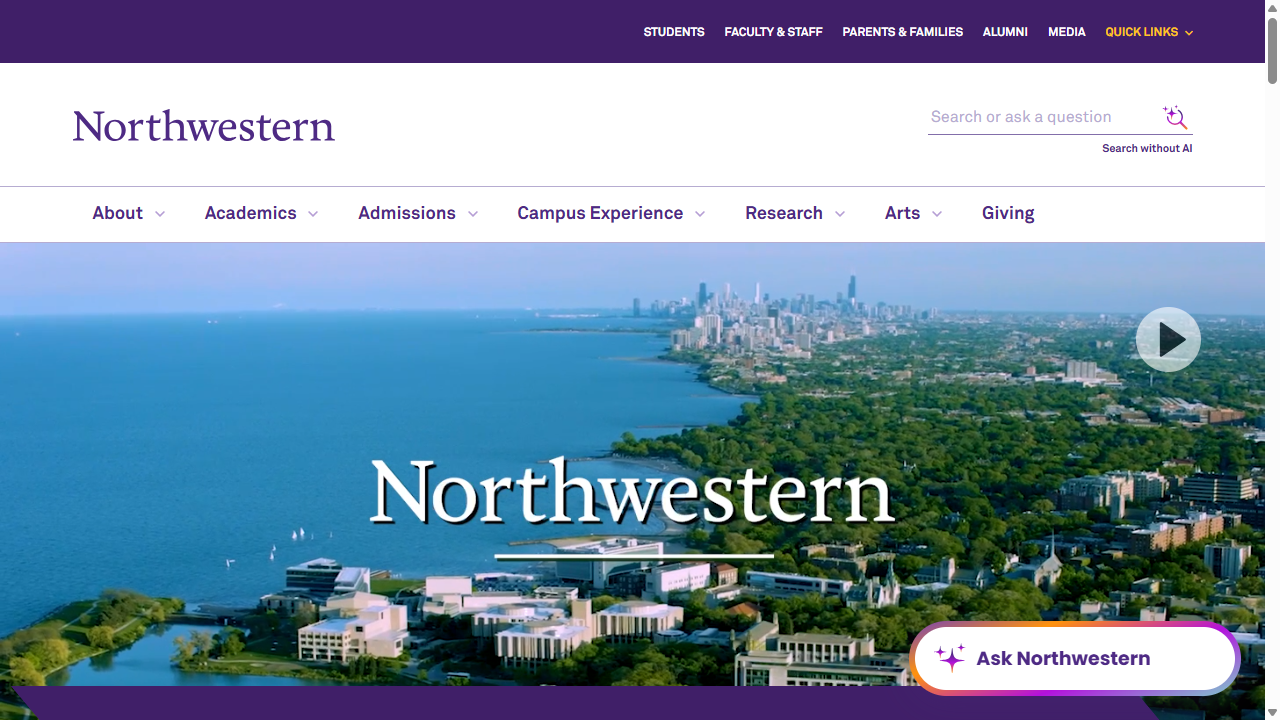 STUDENTS FACULTY & STAFF PARENTS & FAMILIES ALUMNI MEDIA QUICK LINKS
Northwestern
Search or ask a question
Search without AI
About Academics Admissions Campus Experience Research Arts Giving
Northwestern
Ask Northwestern